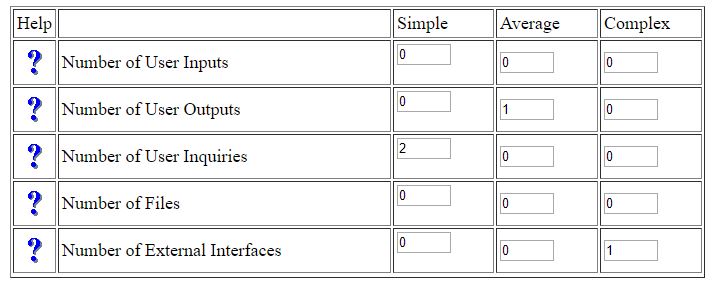 Help Simple Average Complex
? Number of User Inputs 0 0 0
? Number of User Outputs 0 1 0
? Number of User Inquiries 2 0 0
? Number of Files 0 0 0
? Number of External Interfaces 0 0 1